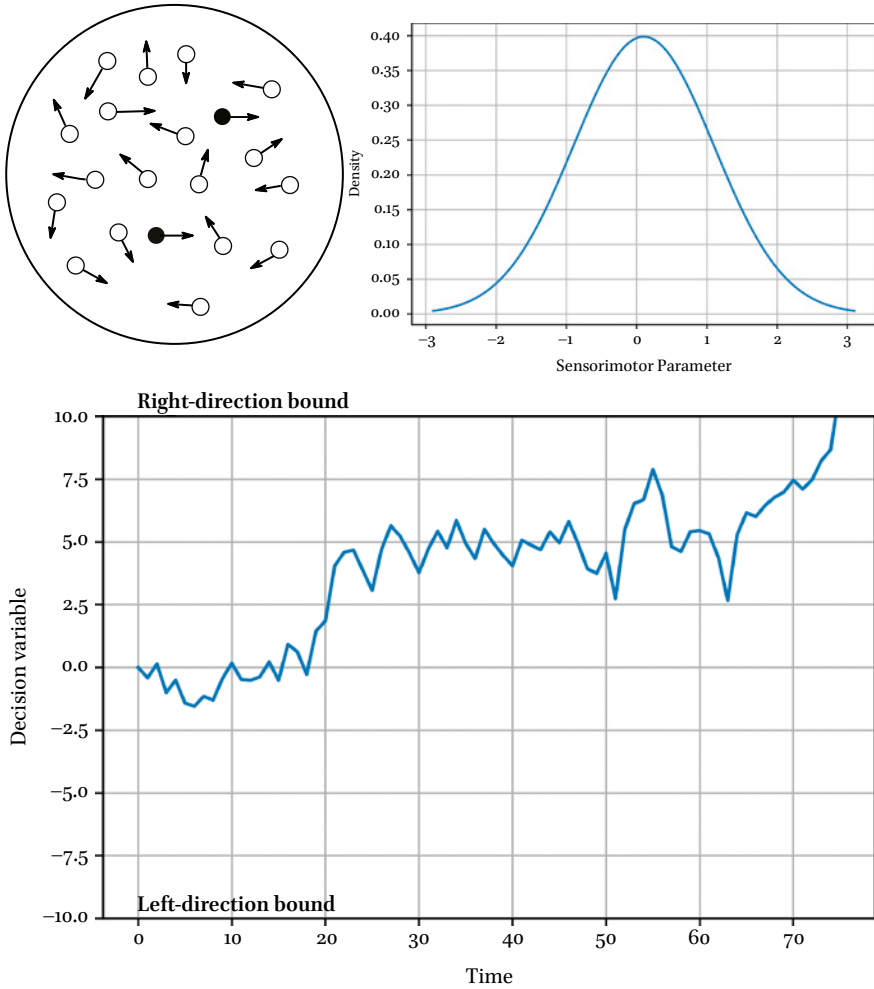 0.40
0.35
0.30
0.25
0.20
0.15
0.10
0.05
0.00
Density
−3 −2 −1 0 1 2 3
Sensorimotor Parameter
Right-direction bound
10.0
7.5
5.0
2.5
0.0
−2.5
−5.0
−7.5
−10.0
Decision variable
Left-direction bound
0 10 20 30 40 50 60 70
Time